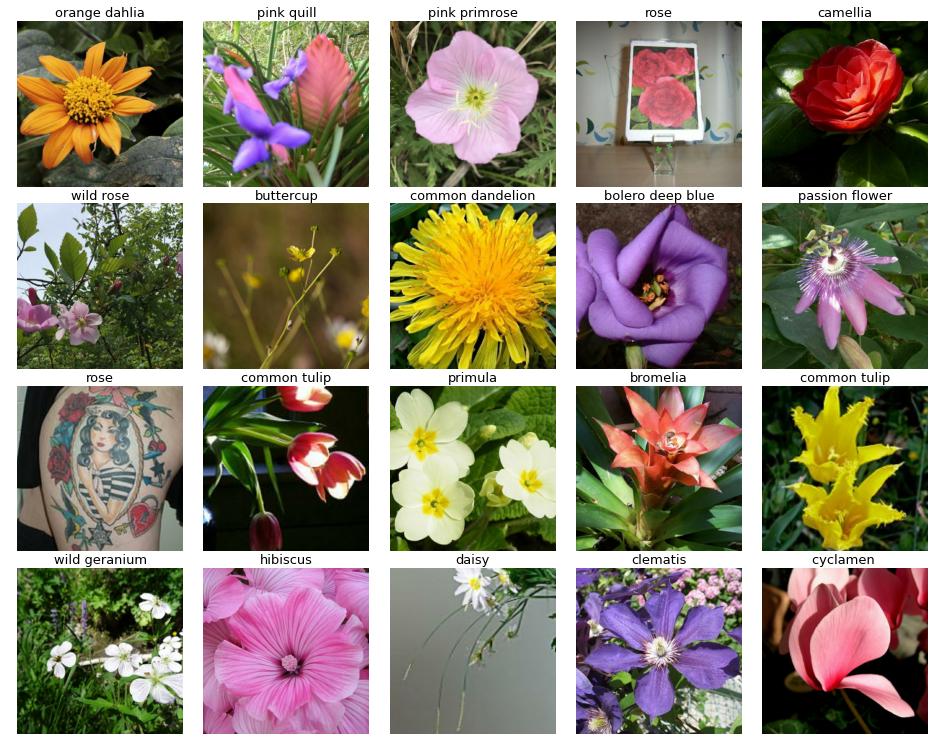 orange dahlia
pink quill
pink primrose
rose
camellia
wild rose
buttercup
common dandelion
bolero deep blue
passion flower
rose
common tulip
primula
bromelia
common tulip
wild geranium
hibiscus
daisy
clematis
cyclamen